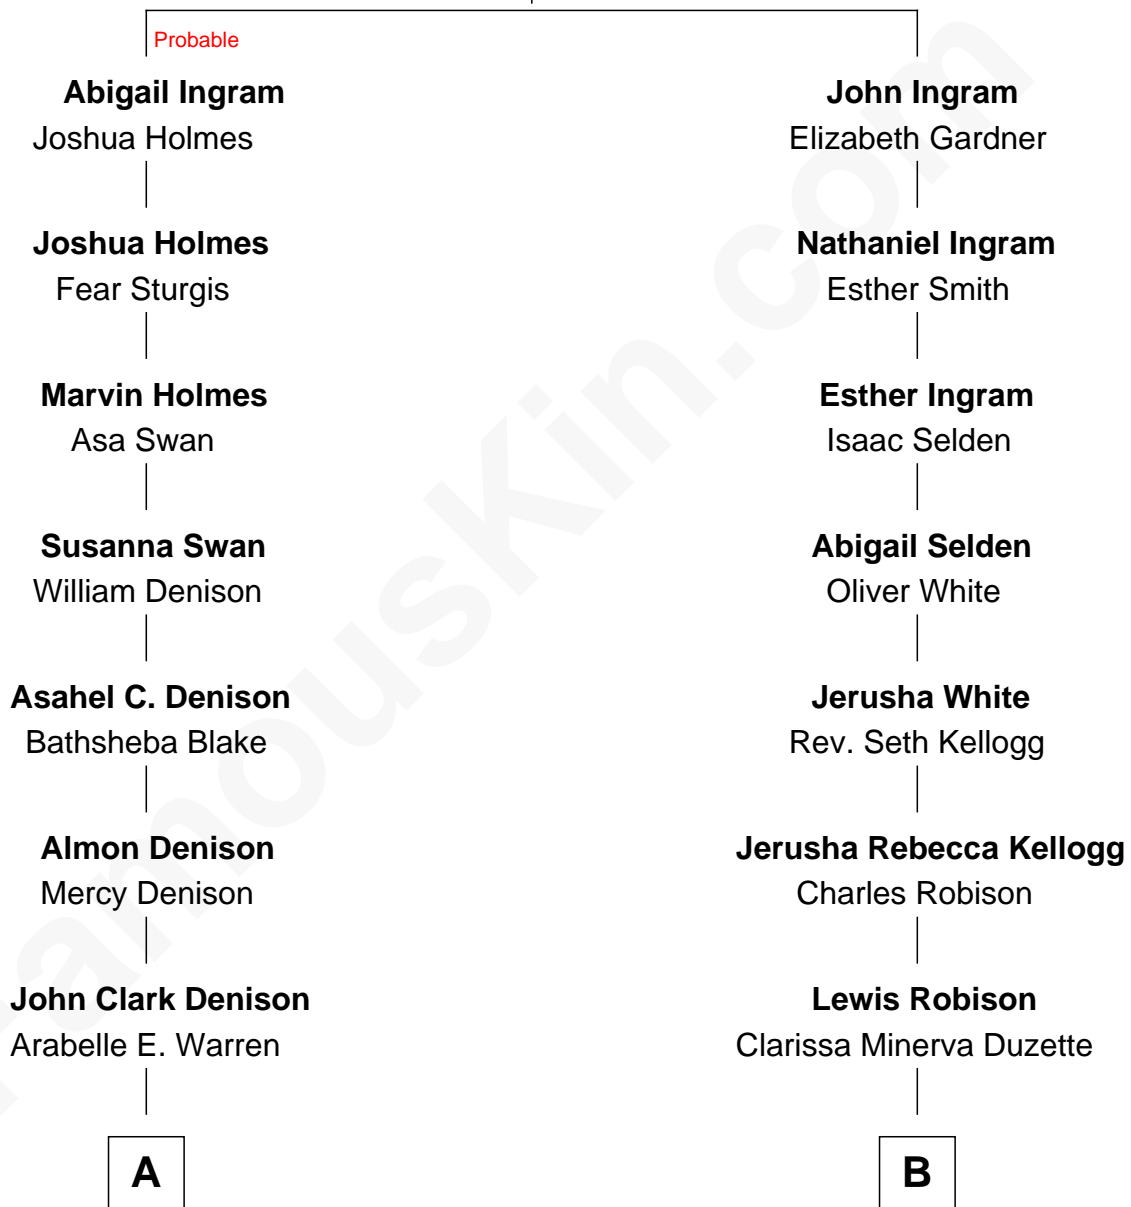 Probable
Abigail Ingram
Joshua Holmes
Joshua Holmes
Fear Sturgis
Marvin Holmes
Asa Swan
Susanna Swan
William Denison
Asahel C. Denison
Bathsheba Blake
Almon Denison
Mercy Denison
John Clark Denison
Arabelle E. Warren
A
John Ingram
Elizabeth Gardner
Nathaniel Ingram
Esther Smith
Esther Ingram
Isaac Selden
Abigail Selden
Oliver White
Jerusha White
Rev. Seth Kellogg
Jerusha Rebecca Kellogg
Charles Robison
Lewis Robison
Clarissa Minerva Duzette
B
FamousKin.com